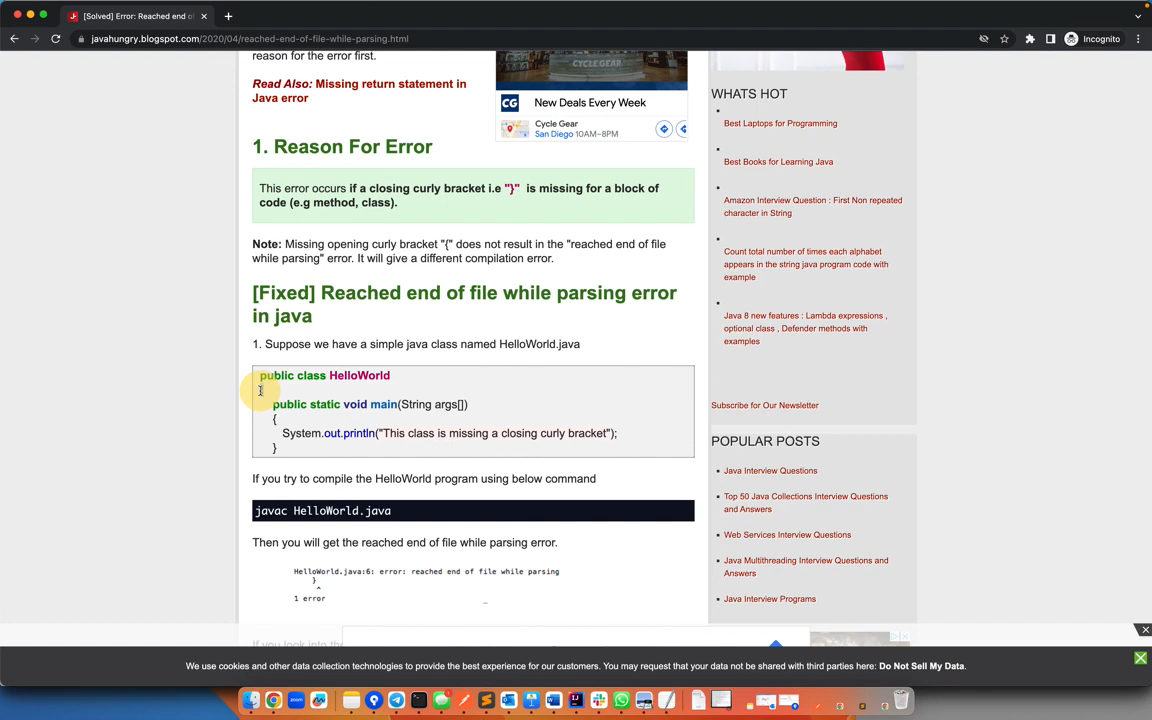 [Solved] Error: Reached end of
javahungry.blogspot.com/2020/04/reached-end-of-file-while-parsing.html
Incognito
reason for the error first.
Read Also: Missing return statement in
Java error
CYCLE GEAR
CG
New Deals Every Week
Cycle Gear
San Diego 10AM–8PM
1. Reason For Error
This error occurs if a closing curly bracket i.e "}" is missing for a block of
code (e.g method, class).
Note: Missing opening curly bracket "{" does not result in the "reached end of file
while parsing" error. It will give a different compilation error.
[Fixed] Reached end of file while parsing error
in java
1. Suppose we have a simple java class named HelloWorld.java
public class HelloWorld
{
public static void main(String args[])
{
System.out.println("This class is missing a closing curly bracket");
}
If you try to compile the HelloWorld program using below command
javac HelloWorld.java
Then you will get the reached end of file while parsing error.
HelloWorld.java:6: error: reached end of file while parsing
}
^
1 error
If you look into the
WHATS HOT
Best Laptops for Programming
Best Books for Learning Java
Amazon Interview Question : First Non repeated
character in String
Count total number of times each alphabet
appears in the string java program code with
example
Java 8 new features : Lambda expressions ,
optional class , Defender methods with
examples
Subscribe for Our Newsletter
POPULAR POSTS
Java Interview Questions
Top 50 Java Collections Interview Questions
and Answers
Web Services Interview Questions
Java Multithreading Interview Questions and
Answers
Java Interview Programs
We use cookies and other data collection technologies to provide the best experience for our customers. You may request that your data not be shared with third parties here: Do Not Sell My Data.
zoom